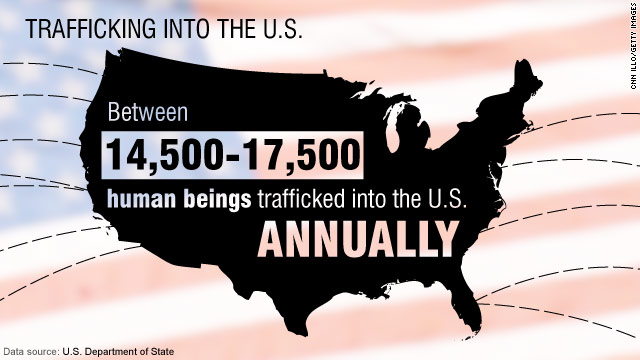 TRAFFICKING INTO THE U.S.
CNN ILLO/GETTY IMAGES
Between
14,500-17,500
human beings trafficked into the U.S.
ANNUALLY
Data source: U.S. Department of State